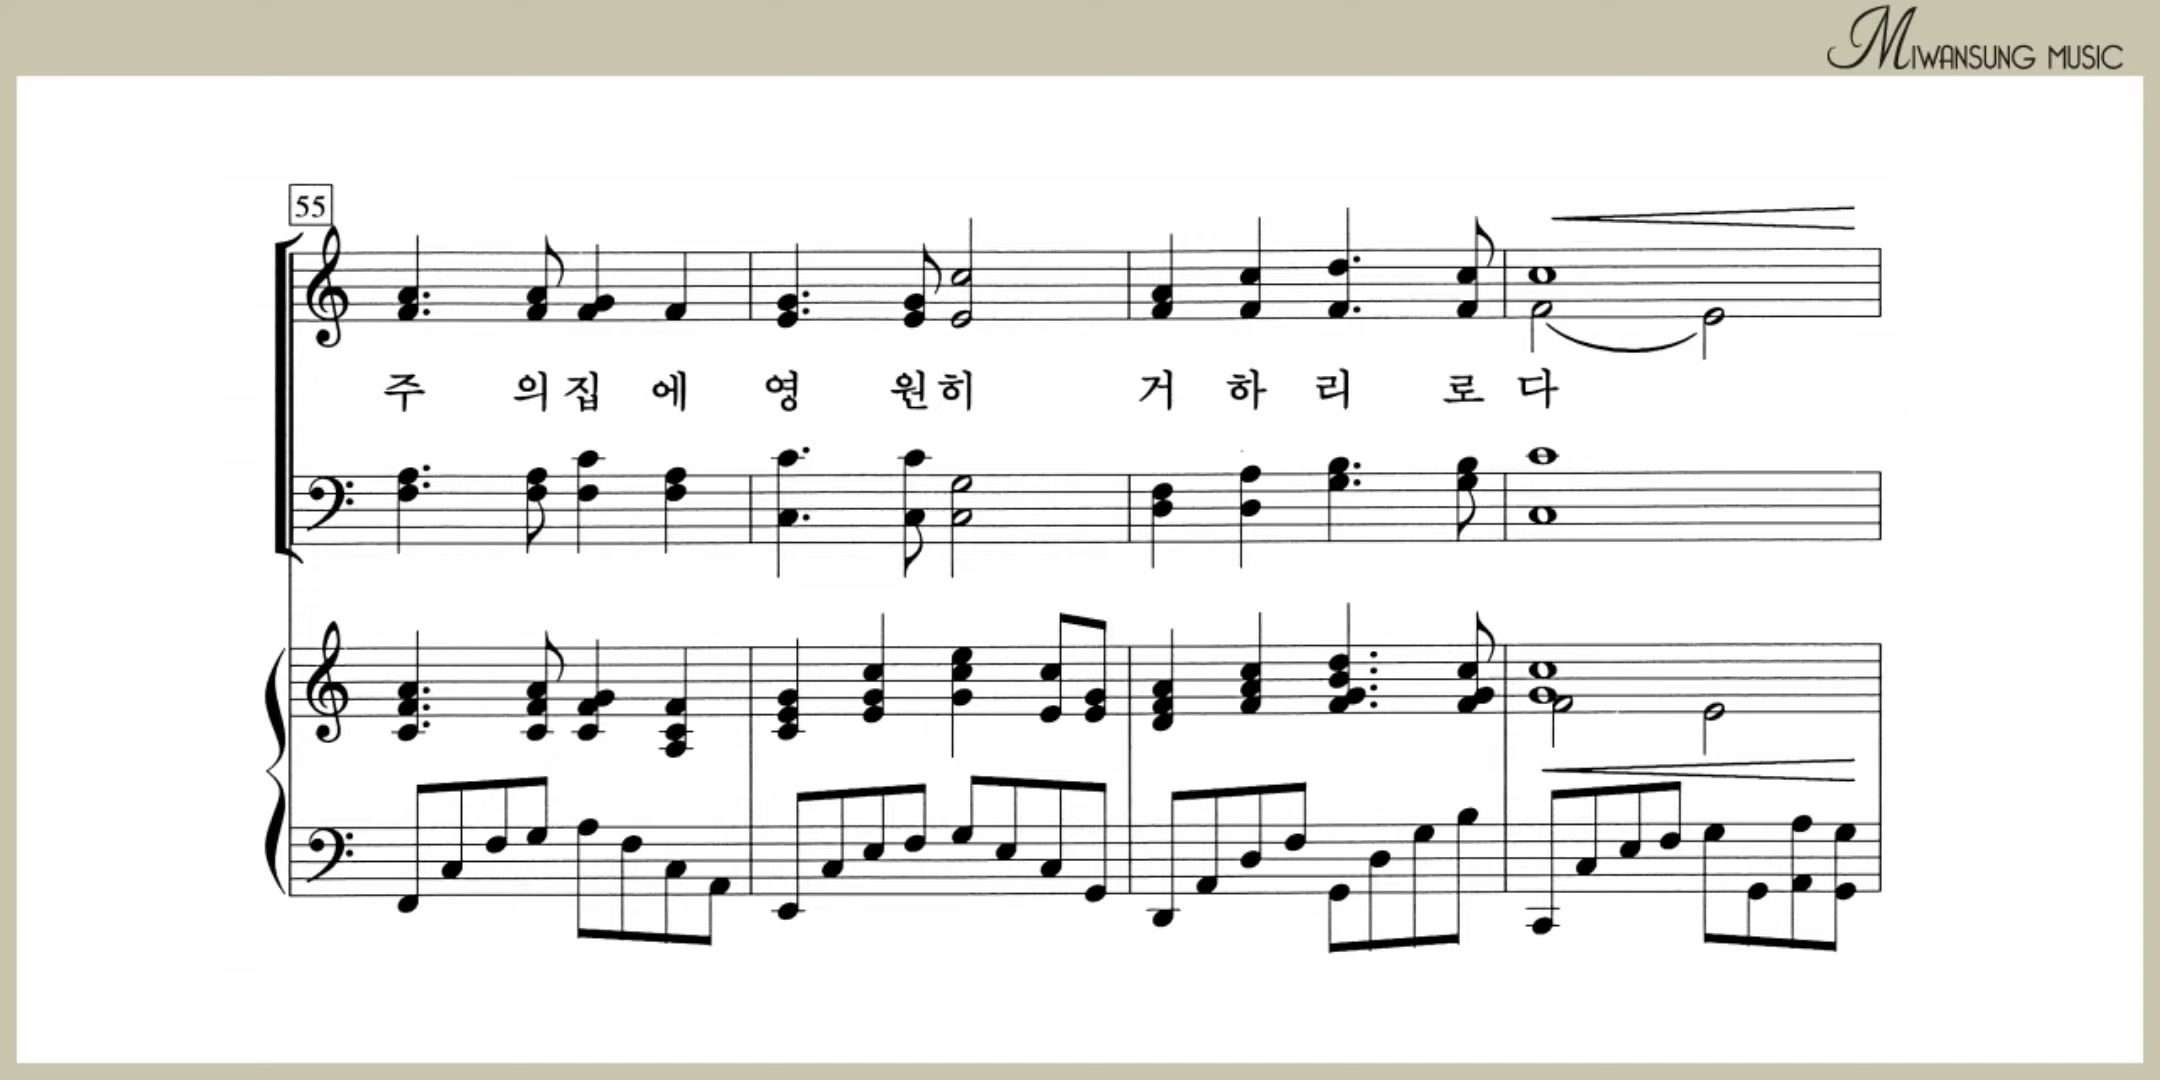 MIWANSUNG MUSIC
55
주 의 집 에 영 원 히 거 하 리 로 다